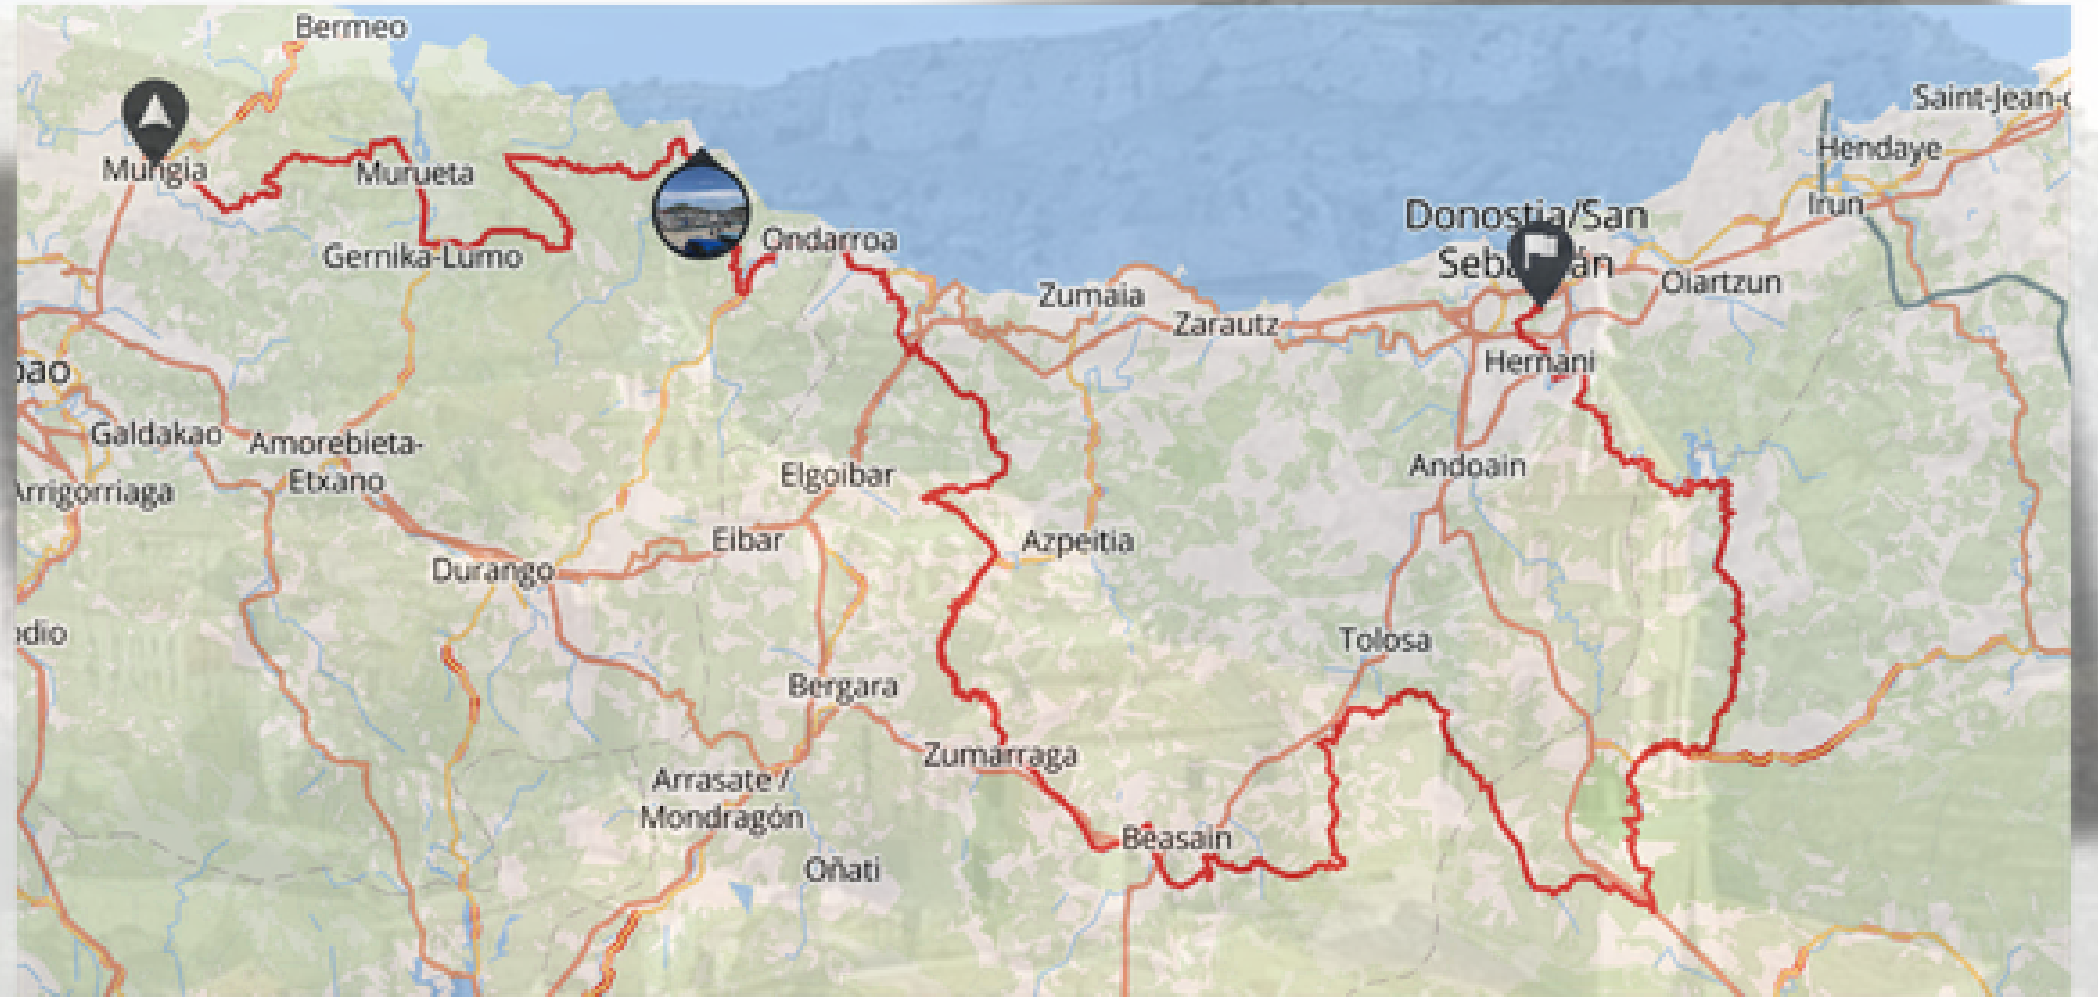 Bermeo
Saint-Jean-d
Hendaye
Mungia
Murueta
Irun
Donostia/San
Sebastián
Ondarroa
Gernika-Lumo
Oiartzun
Zumaia
Zarautz
Hernani
bao
Galdakao
Amorebieta-
Etxano
Andoain
Elgoibar
Arrigorriaga
Eibar
Azpeitia
Durango
odio
Tolosa
Bergara
Zumarraga
Arrasate /
Mondragón
Beasain
Oñati